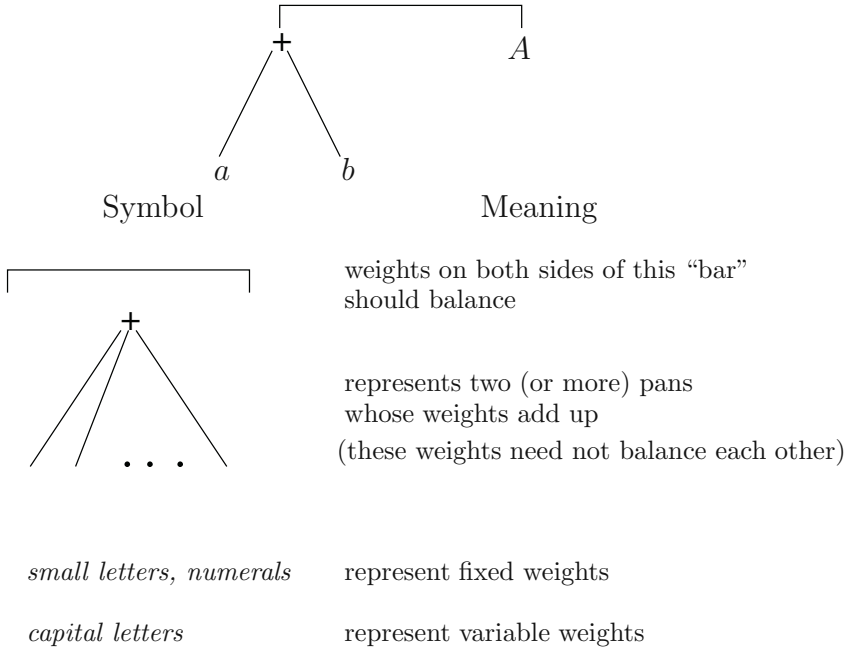 + A
a b
Symbol Meaning
weights on both sides of this “bar”
should balance
+
represents two (or more) pans
whose weights add up
(these weights need not balance each other)
small letters, numerals represent fixed weights
capital letters represent variable weights